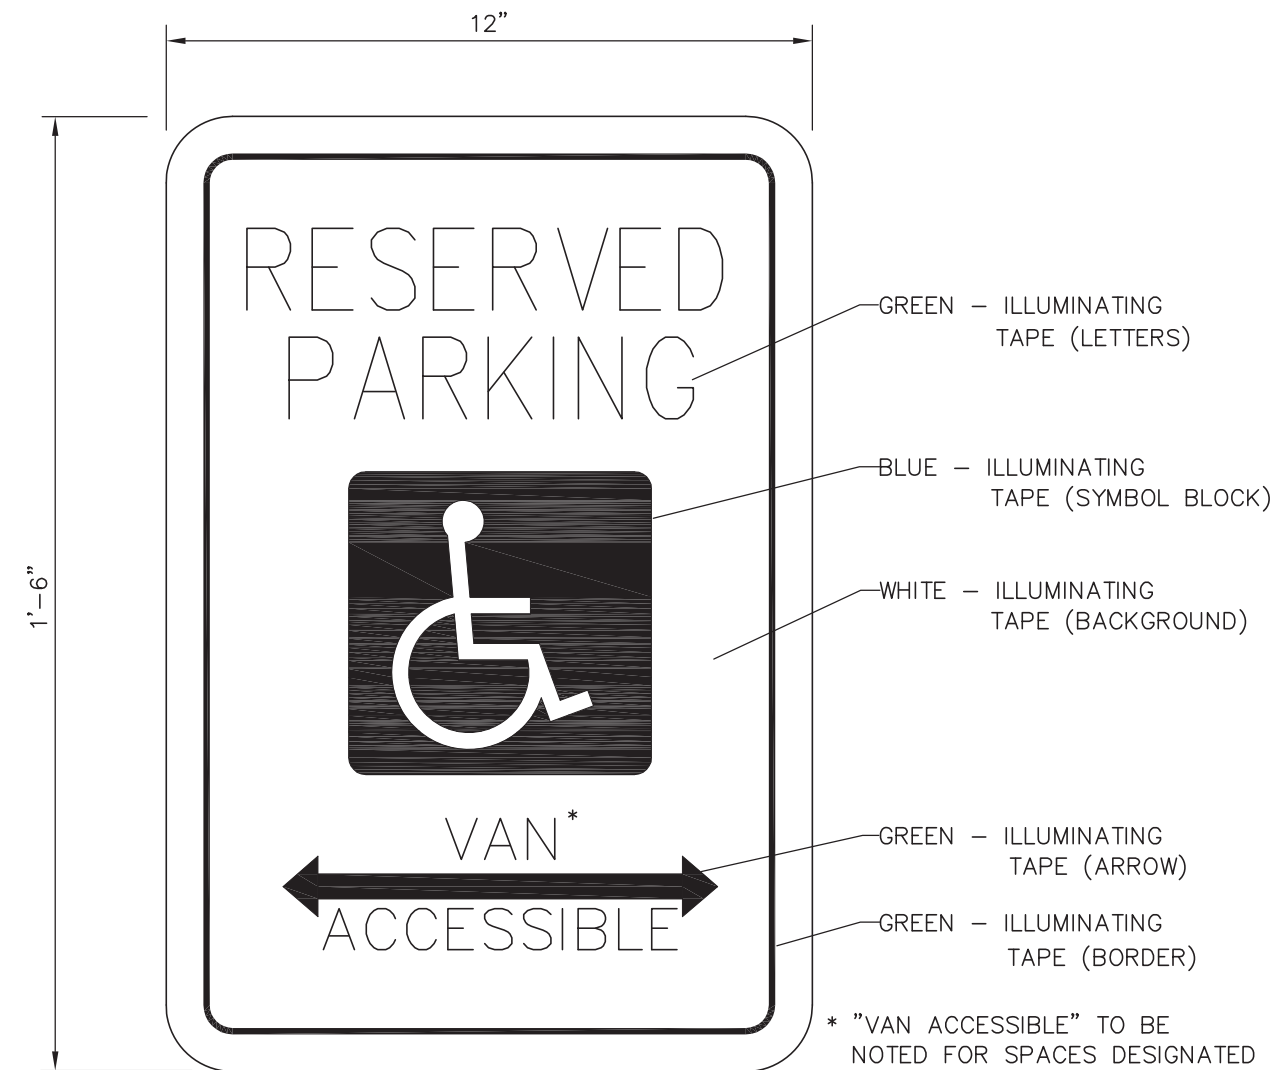 12”
1’–6”
RESERVED
PARKING
VAN*
ACCESSIBLE
GREEN – ILLUMINATING
TAPE (LETTERS)
BLUE – ILLUMINATING
TAPE (SYMBOL BLOCK)
WHITE – ILLUMINATING
TAPE (BACKGROUND)
GREEN – ILLUMINATING
TAPE (ARROW)
GREEN – ILLUMINATING
TAPE (BORDER)
* ”VAN ACCESSIBLE” TO BE
NOTED FOR SPACES DESIGNATED